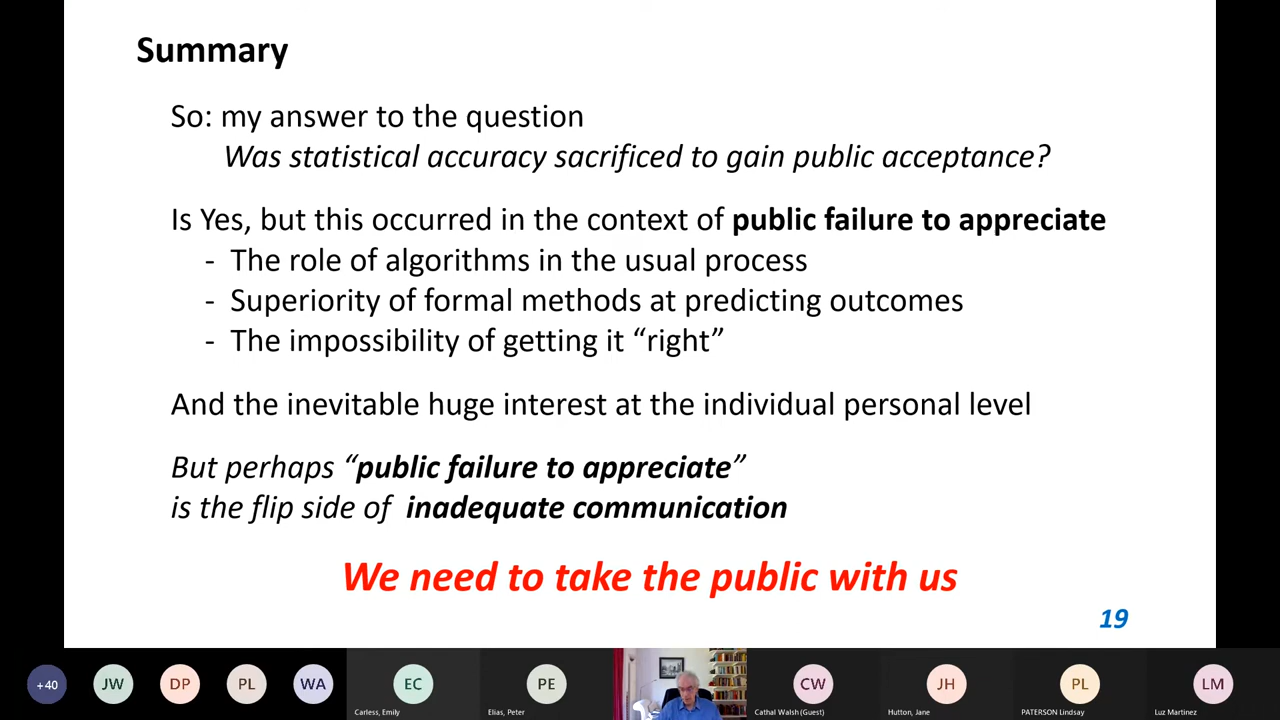 Summary
So: my answer to the question
Was statistical accuracy sacrificed to gain public acceptance?
Is Yes, but this occurred in the context of public failure to appreciate
- The role of algorithms in the usual process
- Superiority of formal methods at predicting outcomes
- The impossibility of getting it “right”
And the inevitable huge interest at the individual personal level
But perhaps “public failure to appreciate”
is the flip side of inadequate communication
We need to take the public with us
19
+40 JW DP PL WA EC PE CW JH PL LM
Carless, Emily Elias, Peter Cathal Walsh (Guest) Hutton, Jane PATERSON Lindsay Luz Martinez